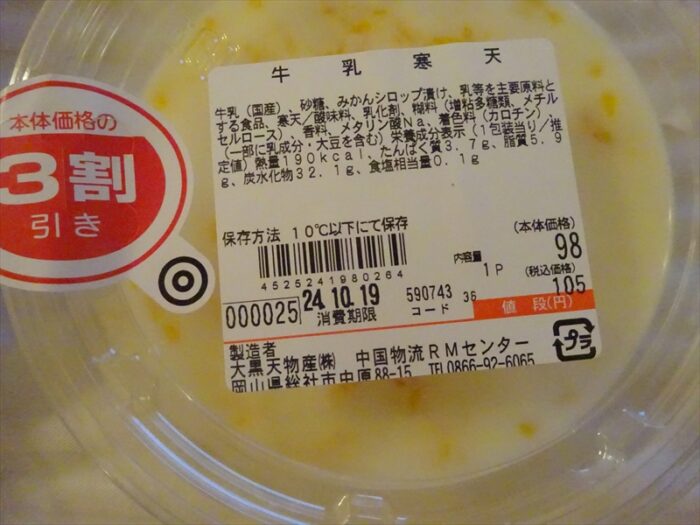 牛乳寒天
牛乳(国産)、砂糖、みかんシロップ漬け、乳等を主要原料と
する食品、寒天/酸味料、乳化剤、糊料(増粘多糖類、メチル
セルロース)、香料、メタリン酸Na、着色料(カロチン)、
(一部に乳成分・大豆を含む)栄養成分表示(1包装当り/推
定値)熱量190kcal、たんぱく質3.7g、脂質5.9
g、炭水化物32.1g、食塩相当量0.1g
本体価格の
3割
引き
保存方法 10℃以下にて保存
4525241980264
内容量 1P
(本体価格)
98
(税込価格)
105
000025
24.10.19
消費期限
590743 36
コード
値段(円)
プラ
製造者
大黒天物産(株) 中国物流RMセンター
岡山県総社市中原88-15 TEL0866-92-6065